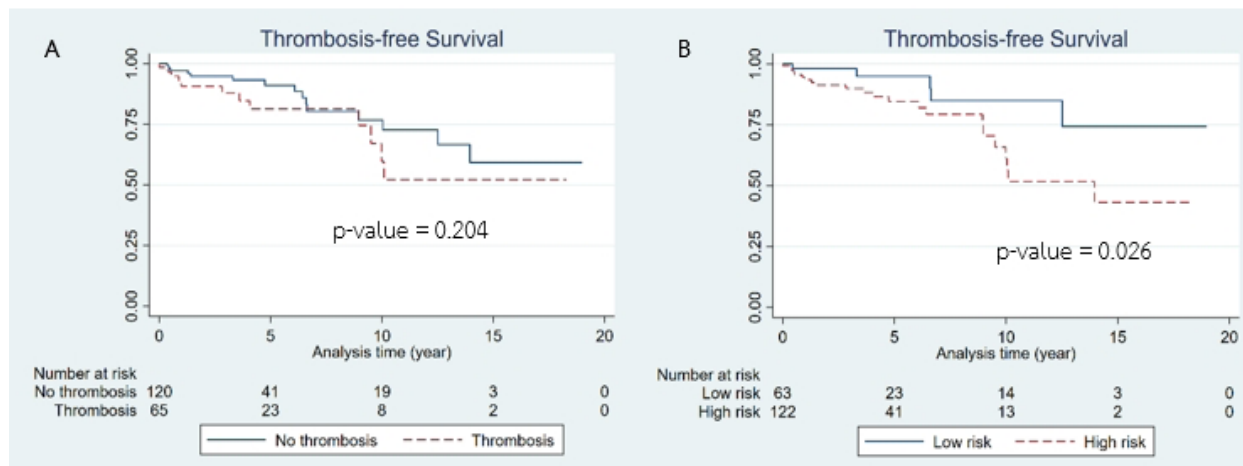 A
Thrombosis-free Survival
1.00
0.75
0.50
0.25
0.00
p-value = 0.204
0 5 10 15 20
Analysis time (year)
Number at risk
No thrombosis 120 41 19 3 0
Thrombosis 65 23 8 2 0
No thrombosis Thrombosis
B
Thrombosis-free Survival
1.00
0.75
0.50
0.25
0.00
p-value = 0.026
0 5 10 15 20
Analysis time (year)
Number at risk
Low risk 63 23 14 3 0
High risk 122 41 13 2 0
Low risk High risk